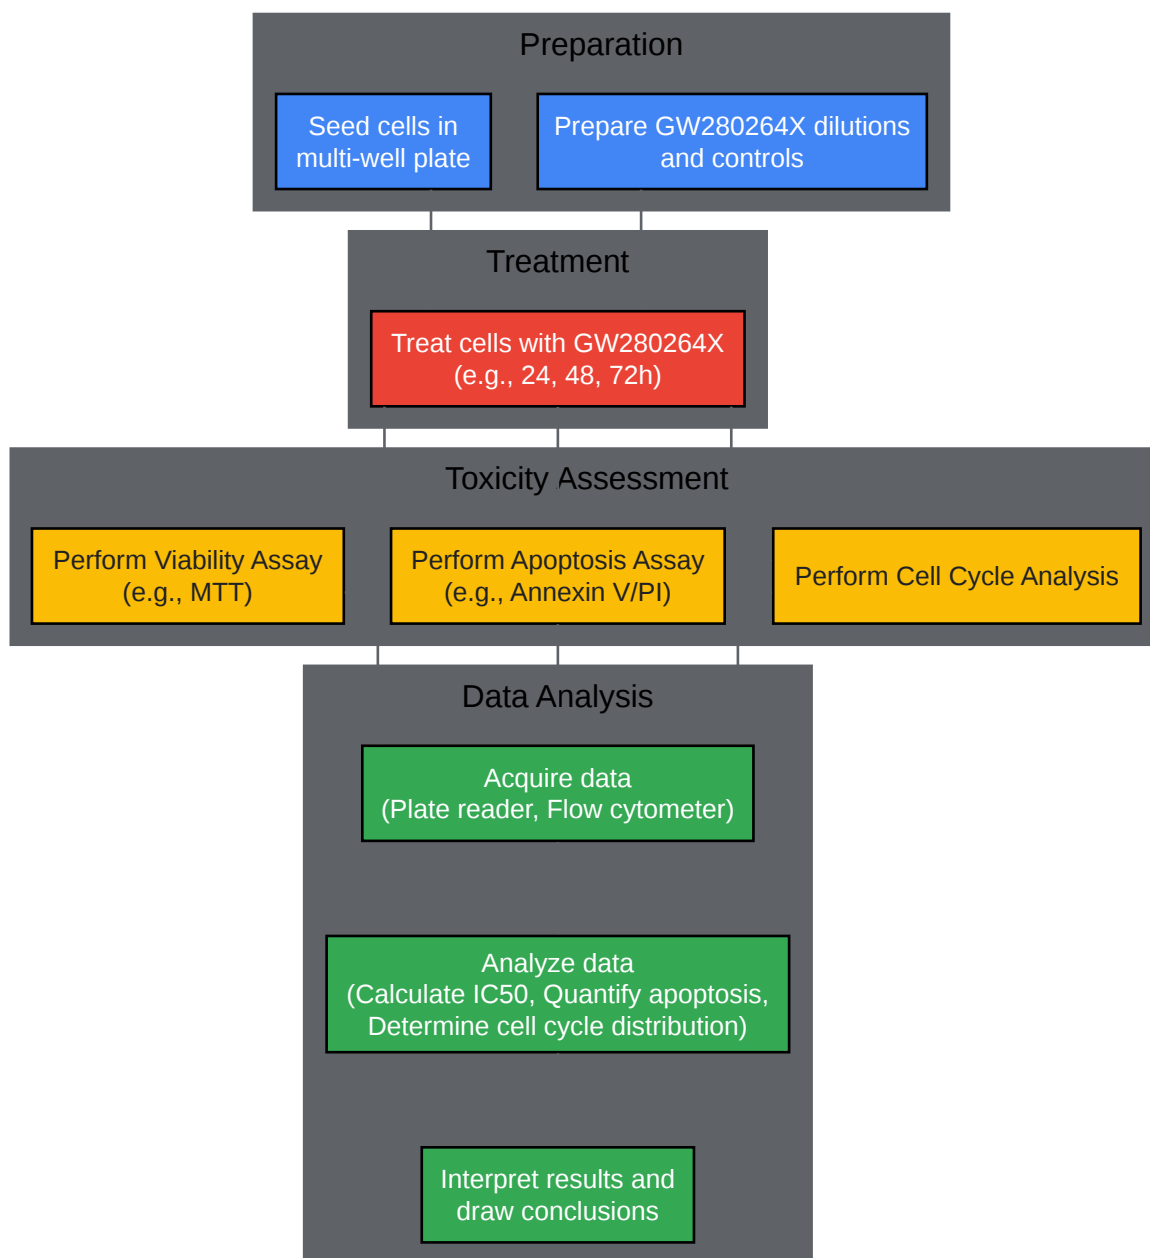 Preparation
Seed cells in
multi-well plate
Prepare GW280264X dilutions
and controls
Treatment
Treat cells with GW280264X
(e.g., 24, 48, 72h)
Toxicity Assessment
Perform Viability Assay
(e.g., MTT)
Perform Apoptosis Assay
(e.g., Annexin V/PI)
Perform Cell Cycle Analysis
Data Analysis
Acquire data
(Plate reader, Flow cytometer)
Analyze data
(Calculate IC50, Quantify apoptosis,
Determine cell cycle distribution)
Interpret results and
draw conclusions